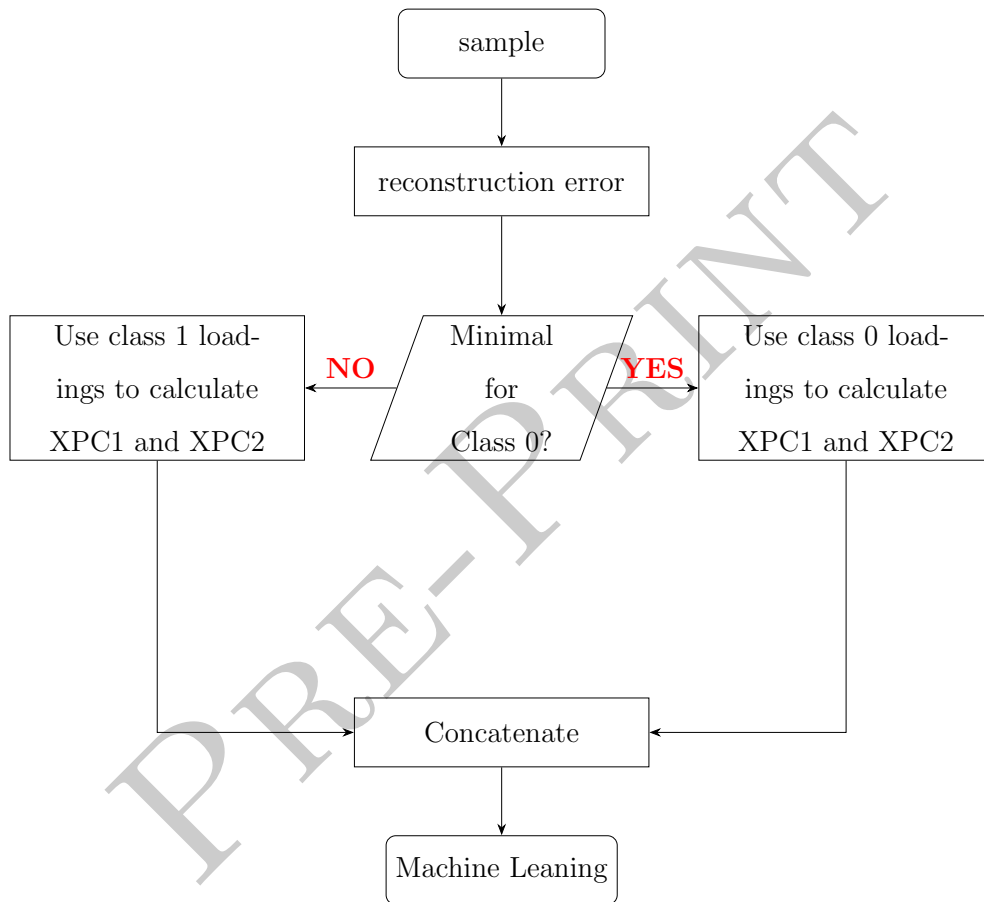 sample
reconstruction error
Use class 1 load-
ings to calculate
XPC1 and XPC2
NO
Minimal
for
Class 0?
YES
Use class 0 load-
ings to calculate
XPC1 and XPC2
Concatenate
Machine Leaning
PRE-PRINT